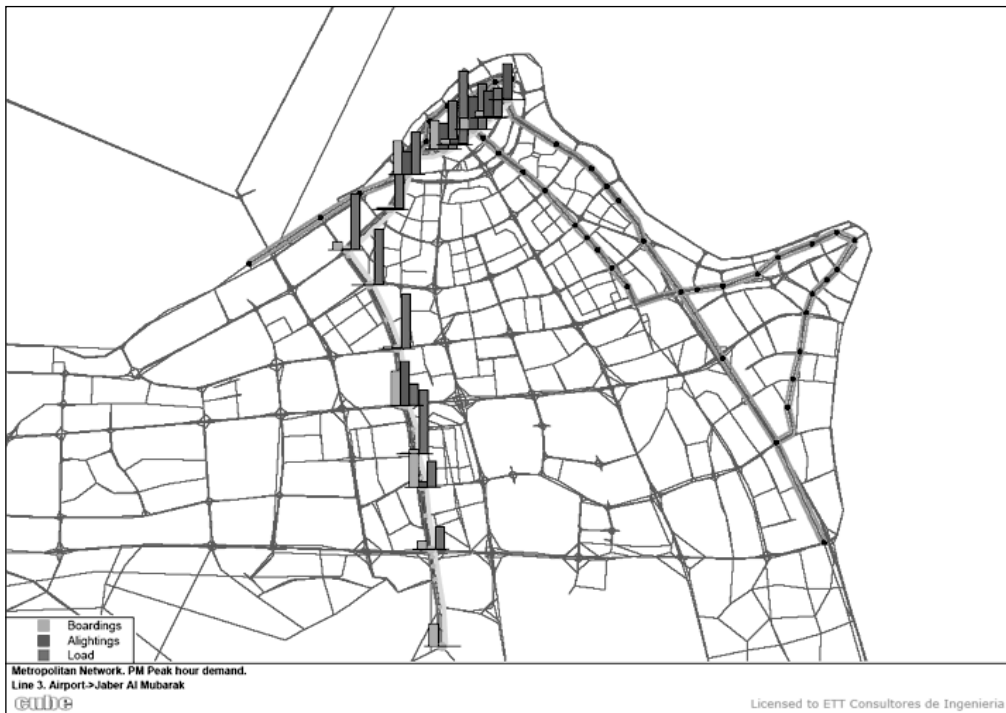 Boardings
Alightings
Load
Metropolitan Network. PM Peak hour demand.
Line 3. Airport->Jaber Al Mubarak
cube
Licensed to ETT Consultores de Ingenieria